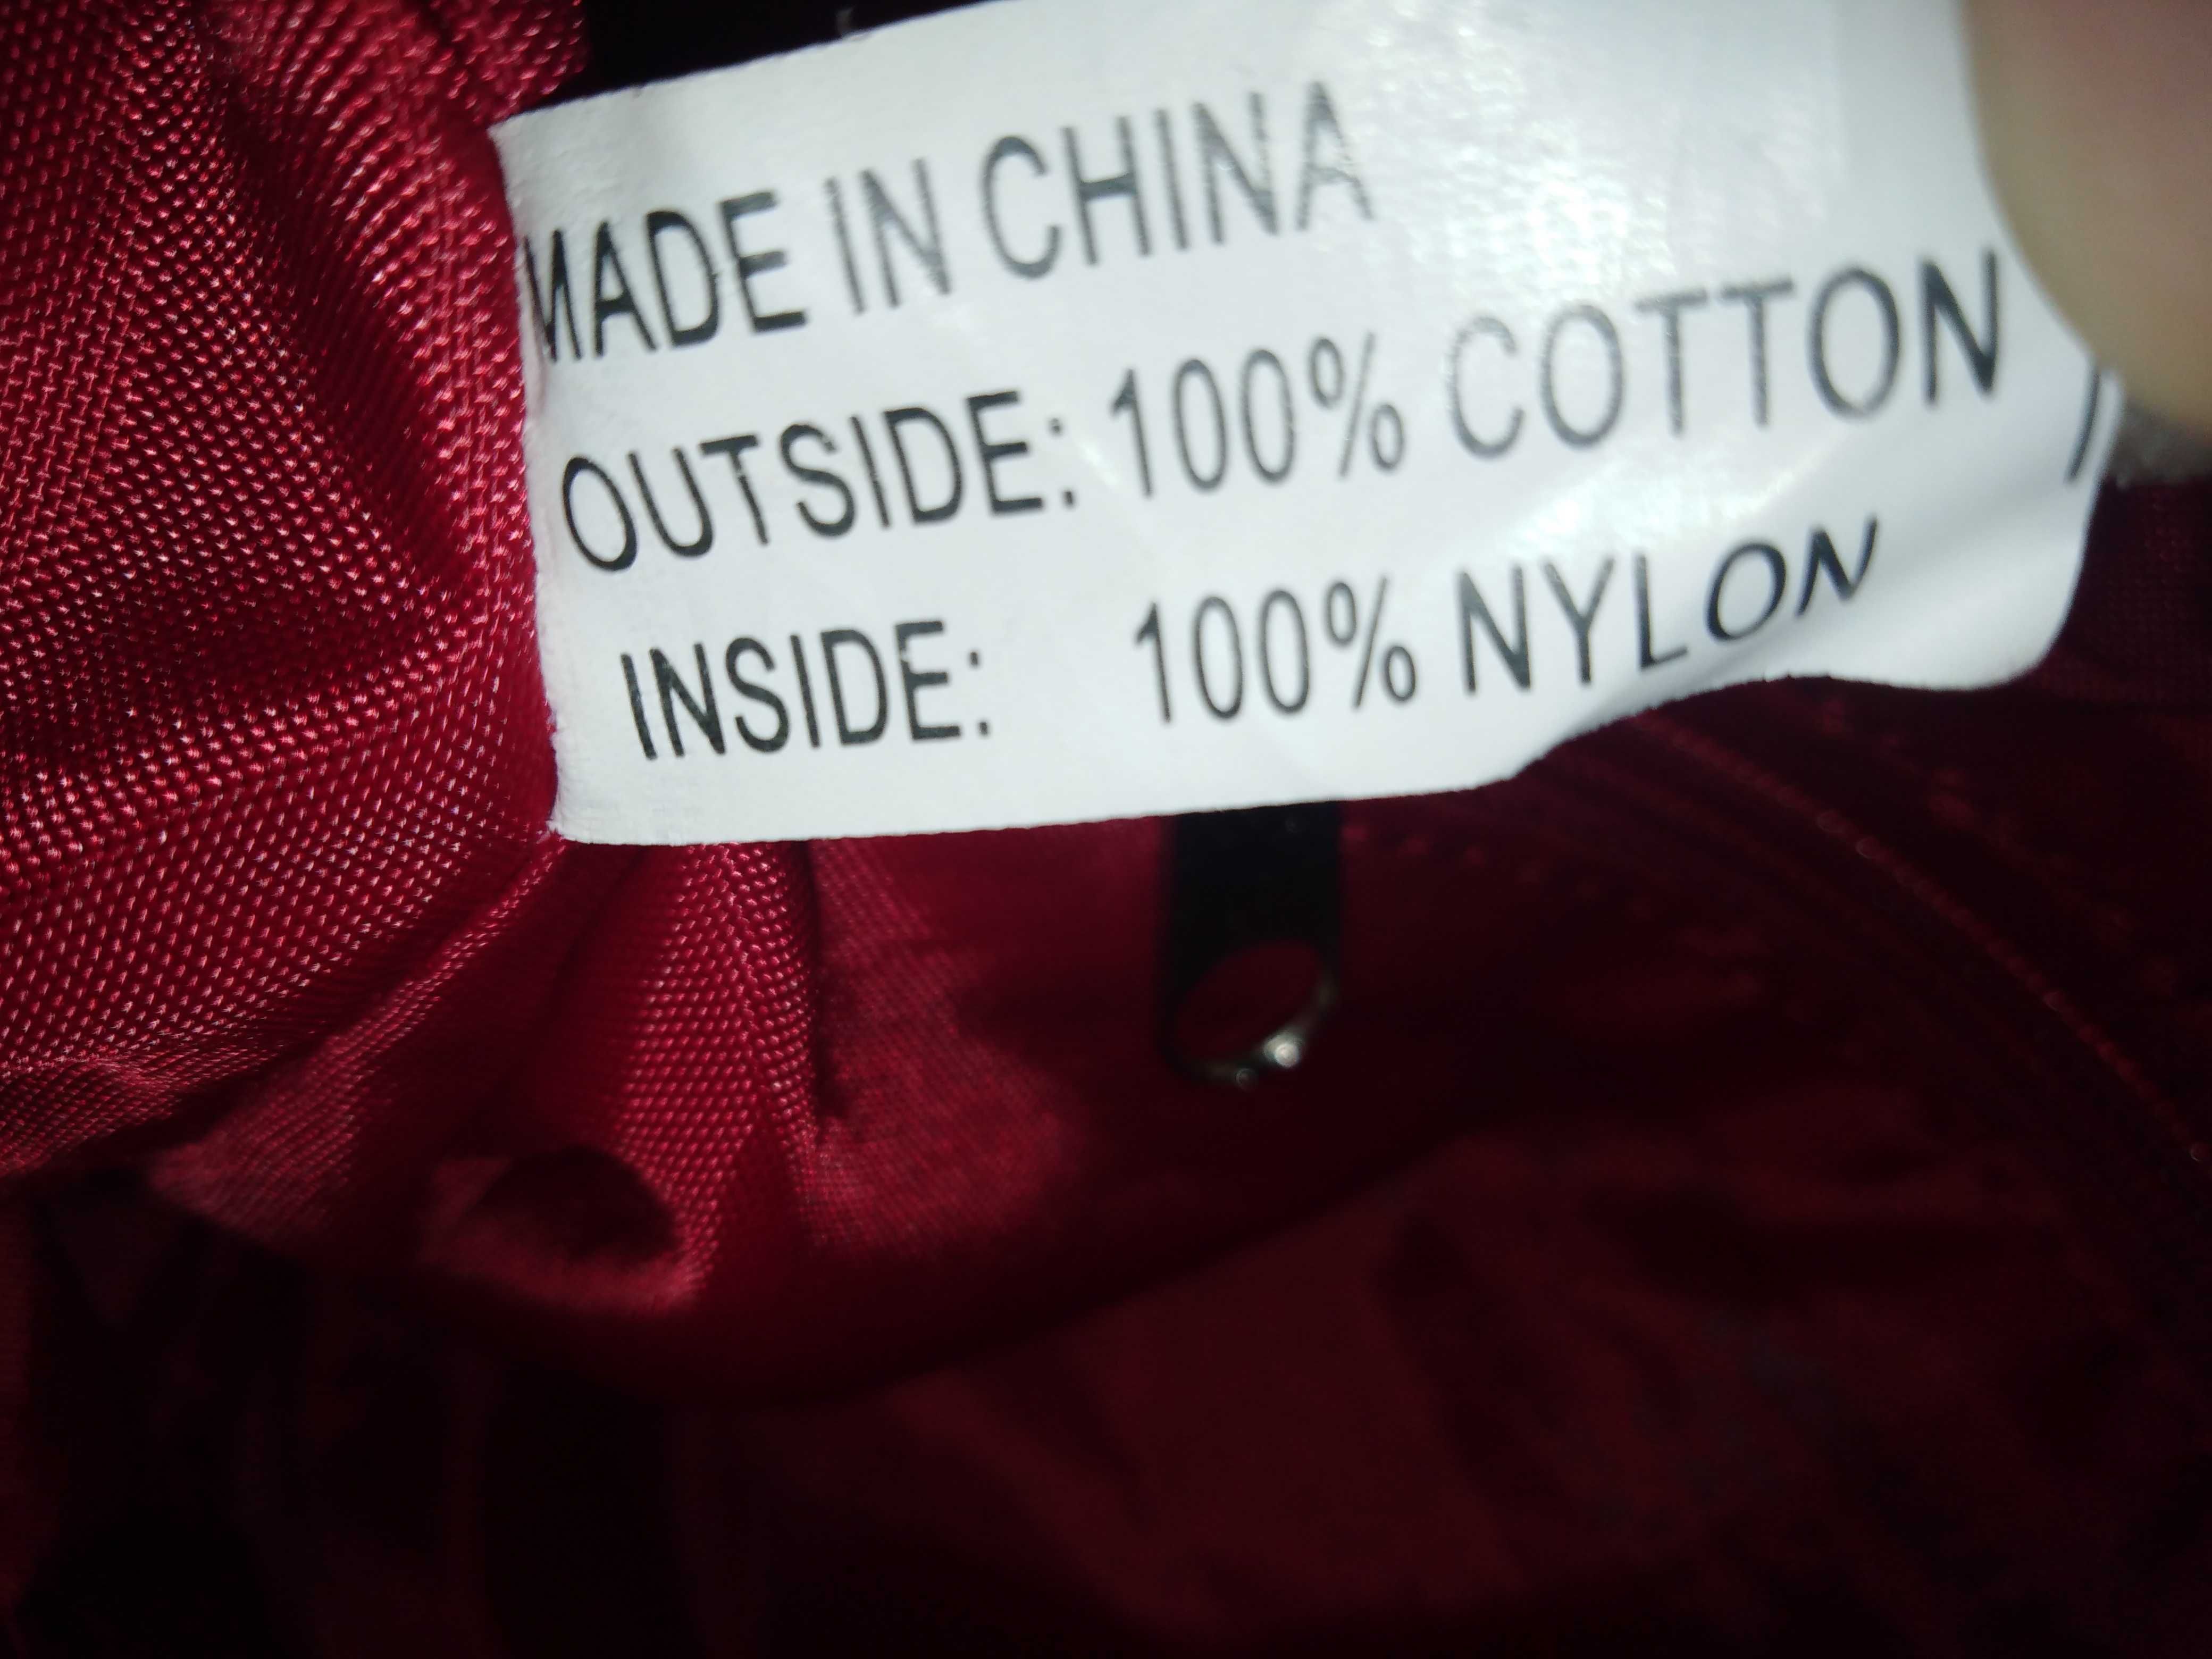 MADE IN CHINA
OUTSIDE: 100% COTTON
INSIDE: 100% NYLON